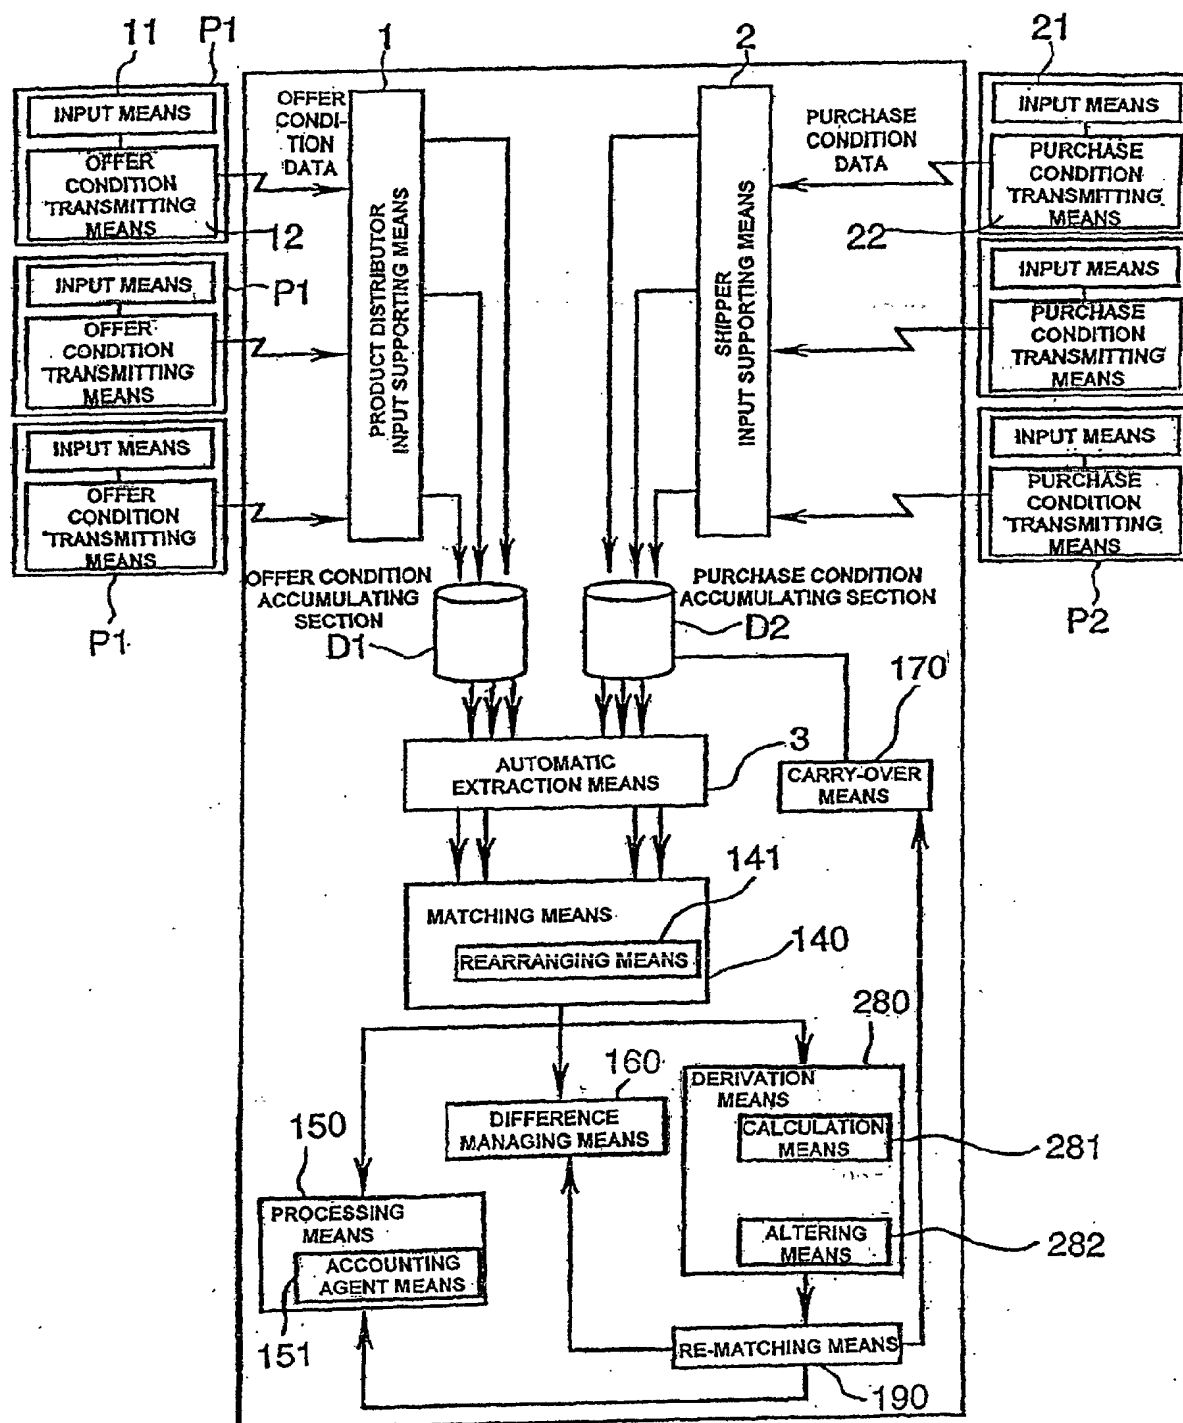 11
P1
1
2
21
INPUT MEANS
OFFER
CONDITION
TRANSMITTING
MEANS
12
OFFER
CONDI-
TION
DATA
PURCHASE
CONDITION
DATA
INPUT MEANS
PURCHASE
CONDITION
TRANSMITTING
MEANS
22
INPUT MEANS
P1
OFFER
CONDITION
TRANSMITTING
MEANS
PRODUCT DISTRIBUTOR
INPUT SUPPORTING MEANS
SHIPPER
INPUT SUPPORTING MEANS
INPUT MEANS
PURCHASE
CONDITION
TRANSMITTING
MEANS
INPUT MEANS
OFFER
CONDITION
TRANSMITTING
MEANS
P1
INPUT MEANS
PURCHASE
CONDITION
TRANSMITTING
MEANS
P2
OFFER CONDITION
ACCUMULATING
SECTION
D1
PURCHASE CONDITION
ACCUMULATING SECTION
D2
170
3
AUTOMATIC
EXTRACTION MEANS
CARRY-OVER
MEANS
141
MATCHING MEANS
140
REARRANGING MEANS
280
160
DERIVATION
MEANS
DIFFERENCE
MANAGING MEANS
CALCULATION
MEANS
281
150
PROCESSING
MEANS
ALTERING
MEANS
282
ACCOUNTING
AGENT MEANS
151
RE-MATCHING MEANS
190